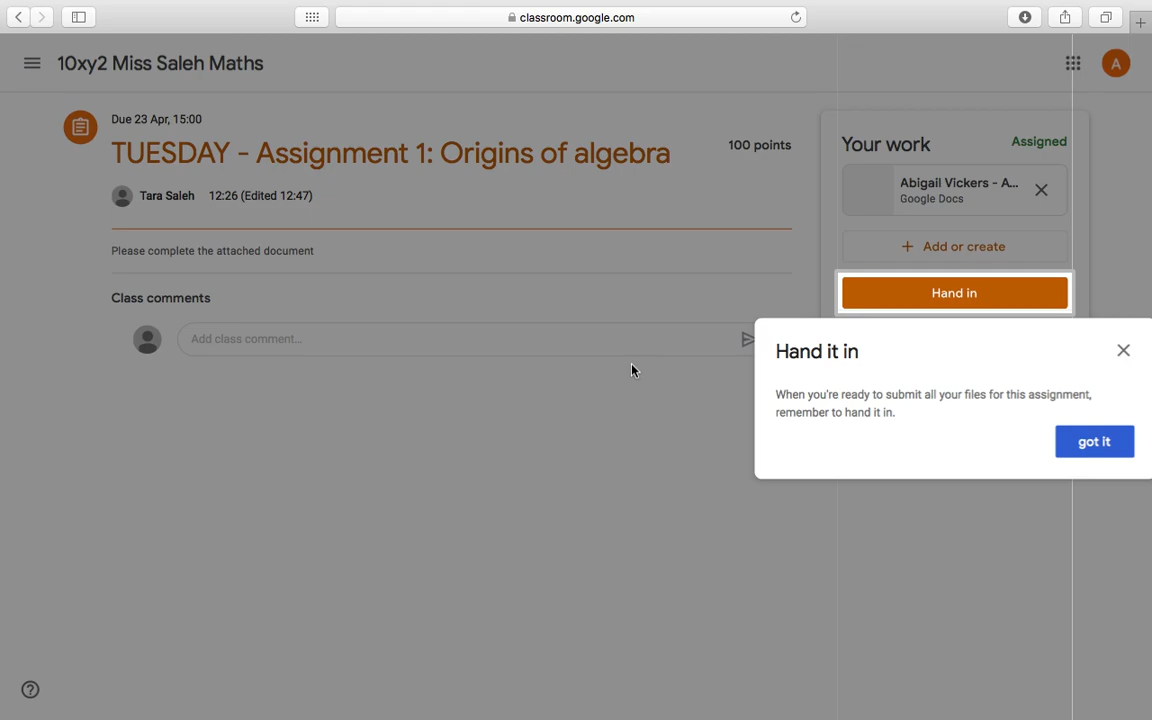 classroom.google.com
10xy2 Miss Saleh Maths
A
Due 23 Apr, 15:00
TUESDAY - Assignment 1: Origins of algebra
100 points
Tara Saleh 12:26 (Edited 12:47)
Please complete the attached document
Class comments
Add class comment...
Your work
Assigned
Abigail Vickers - A...
Google Docs
+ Add or create
Hand in
Hand it in
When you're ready to submit all your files for this assignment,
remember to hand it in.
got it